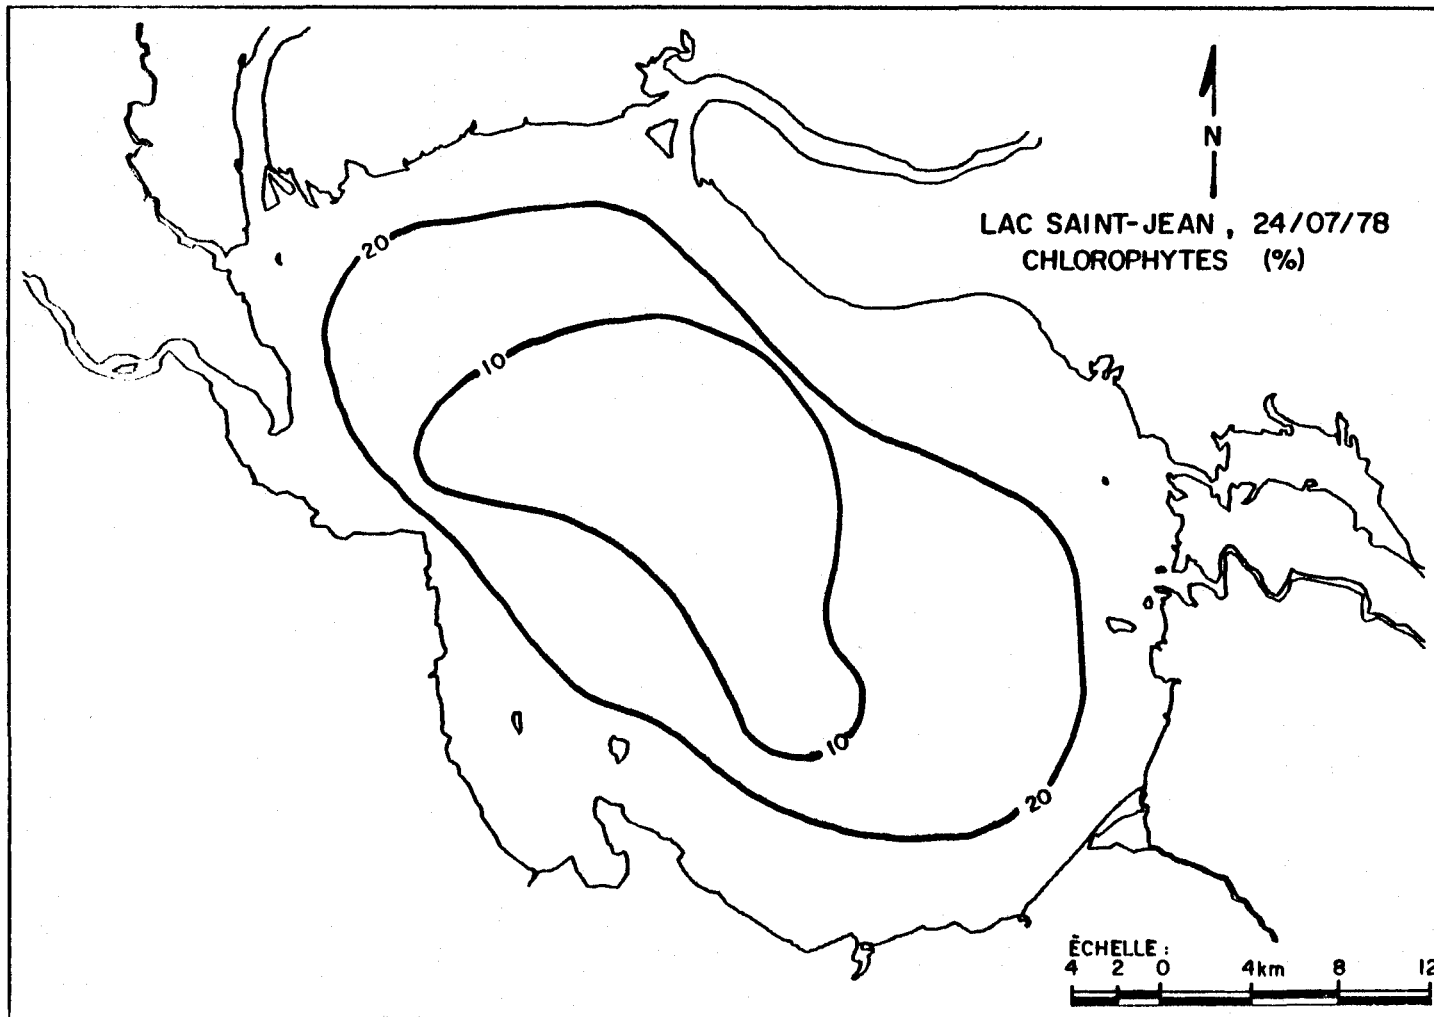 N
LAC SAINT-JEAN , 24/07/78
CHLOROPHYTES (%)
20
10
10
20
ÉCHELLE :
4 2 0 4km 8 12